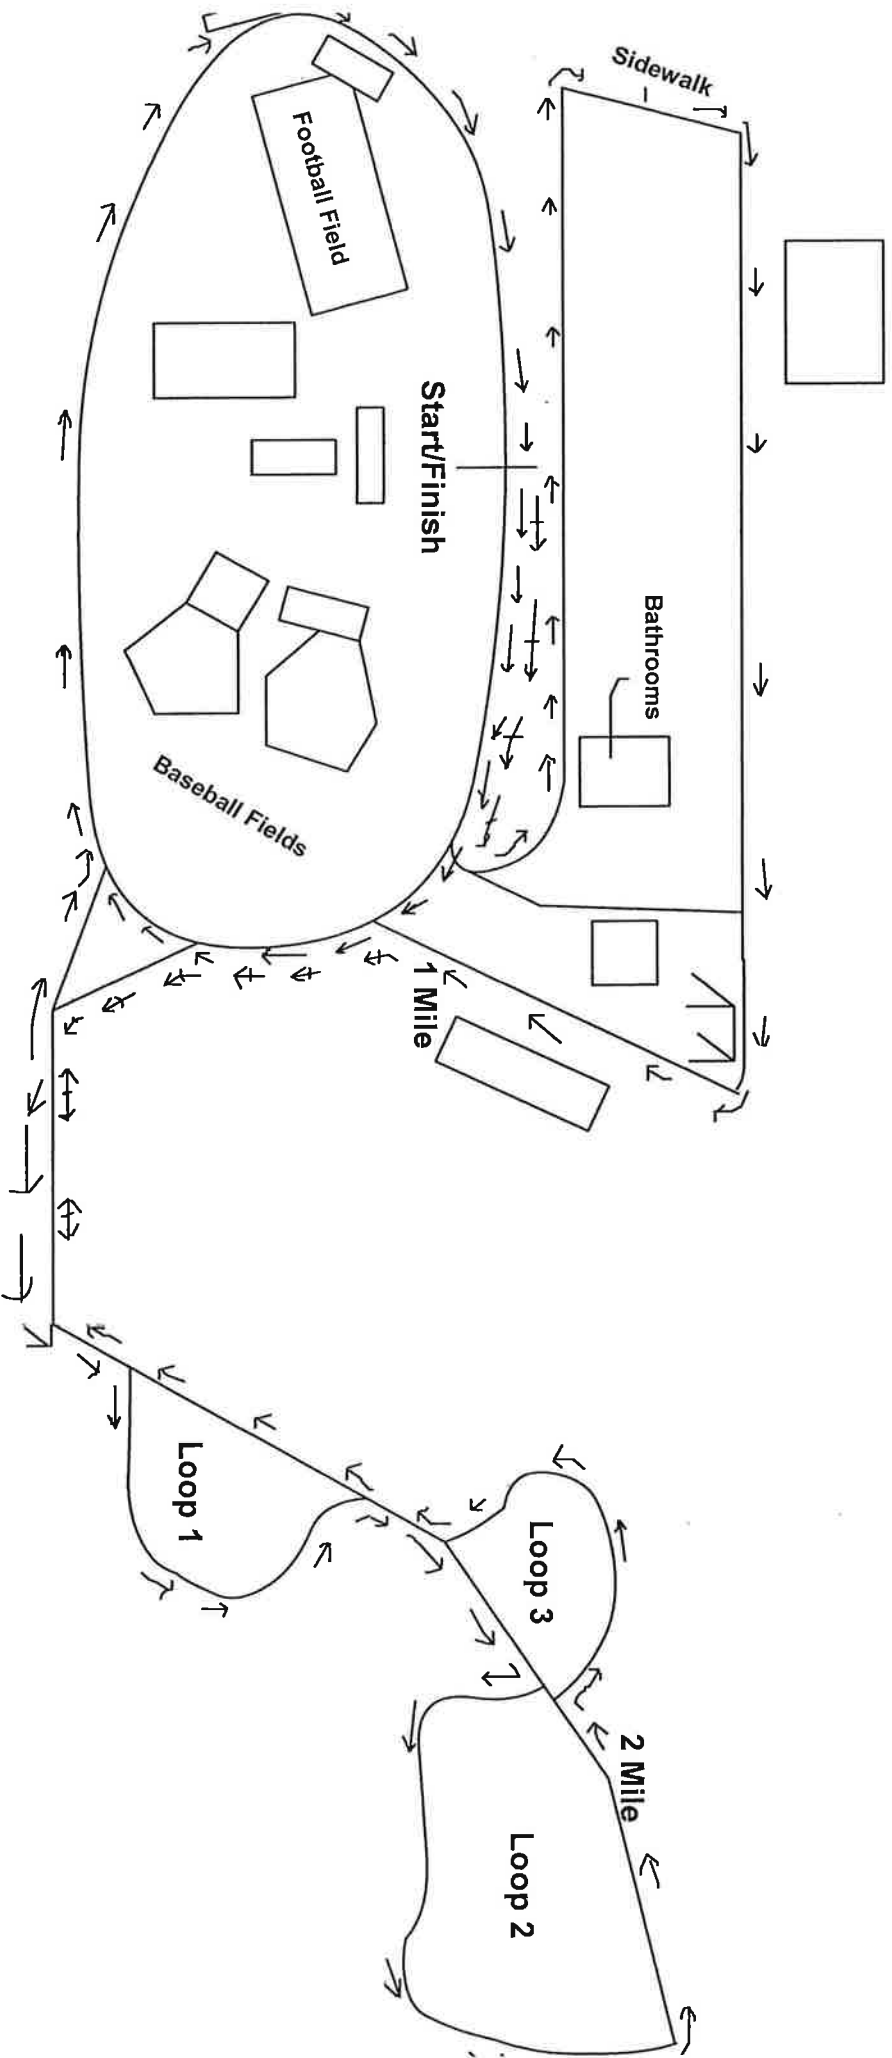 Sidewalk
Football Field
Start/Finish
Bathrooms
Baseball Fields
1 Mile
Loop 1
Loop 3
2 Mile
Loop 2